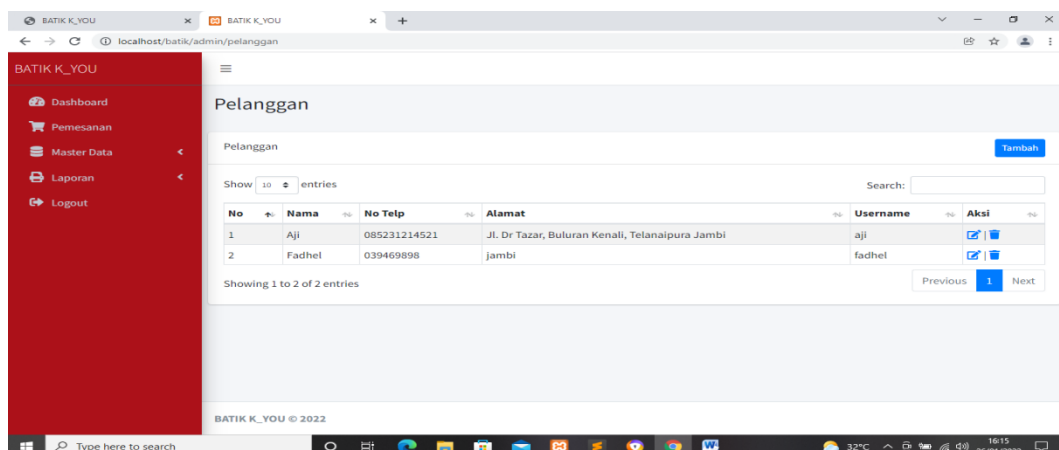 BATIK K_YOU BATIK K_YOU
localhost/batik/admin/pelanggan
BATIK K_YOU
Dashboard
Pemesanan
Master Data
Laporan
Logout
Pelanggan
Pelanggan Tambah
Show 10 entries Search:
No Nama No Telp Alamat Username Aksi
1 Aji 085231214521 Jl. Dr Tazar, Buluran Kenali, Telanaipura Jambi aji
2 Fadhel 039469898 jambi fadhel
Showing 1 to 2 of 2 entries Previous 1 Next
BATIK K_YOU © 2022
Type here to search 32°C 16:15